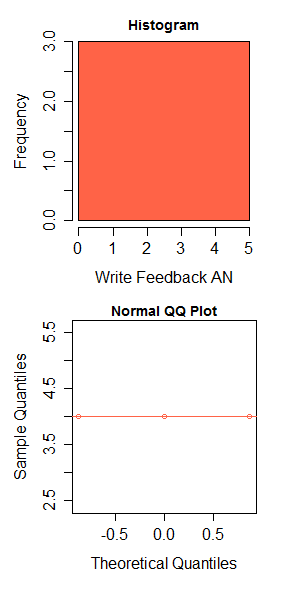 Histogram
3.0
2.0
1.0
0.0
Frequency
0 1 2 3 4 5
Write Feedback AN
Normal QQ Plot
5.5
4.5
3.5
2.5
Sample Quantiles
-0.5 0.0 0.5
Theoretical Quantiles